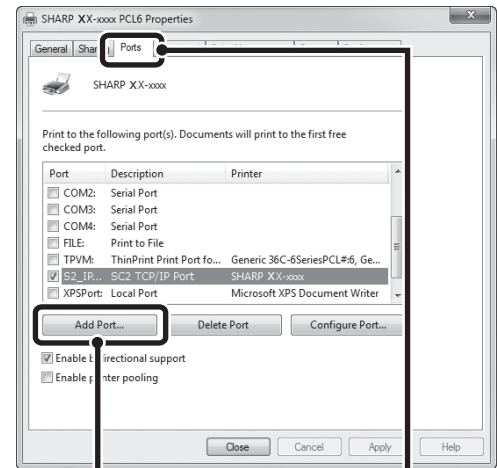 SHARP XX-xxxx PCL6 Properties
General Ports
SHARP XX-xxxx
Print to the following port(s). Documents will print to the first free
checked port.
Port Description Printer
COM2: Serial Port
COM3: Serial Port
COM4: Serial Port
FILE: Print to File
TPVM: ThinPrint Print Port fo... Generic 36C-6SeriesPCL#:6, Ge...
S2_IP... SC2 TCP/IP Port SHARP XX-xxxx
XPSPort: Local Port Microsoft XPS Document Writer
Add Port... Delete Port Configure Port...
Enable bidirectional support
Enable printer pooling
Close Cancel Apply Help